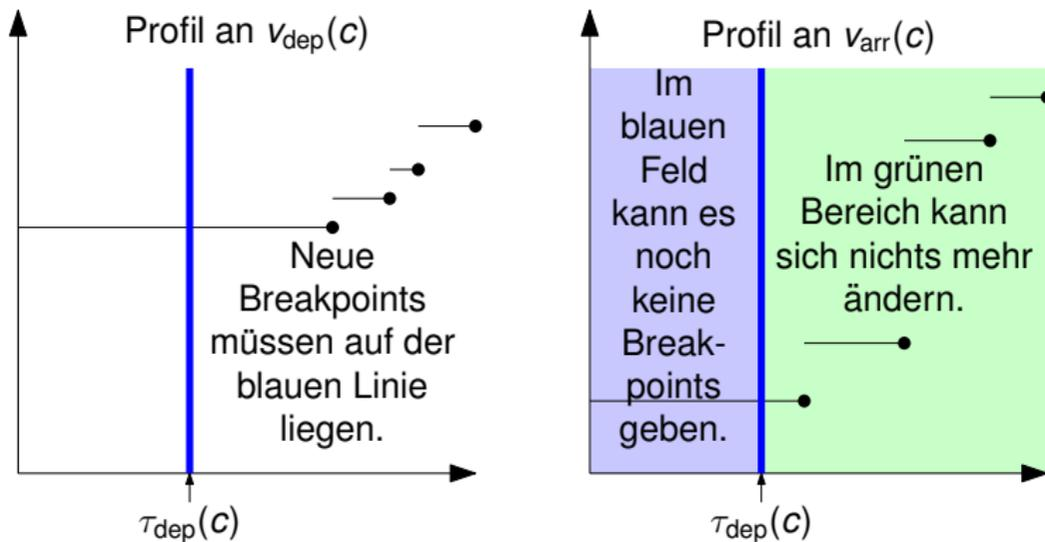 Profil an v_dep(c)
Neue
Breakpoints
müssen auf der
blauen Linie
liegen.
τ_dep(c)
Profil an v_arr(c)
Im
blauen
Feld
kann es
noch
keine
Break-
points
geben.
Im grünen
Bereich kann
sich nichts mehr
ändern.
τ_dep(c)